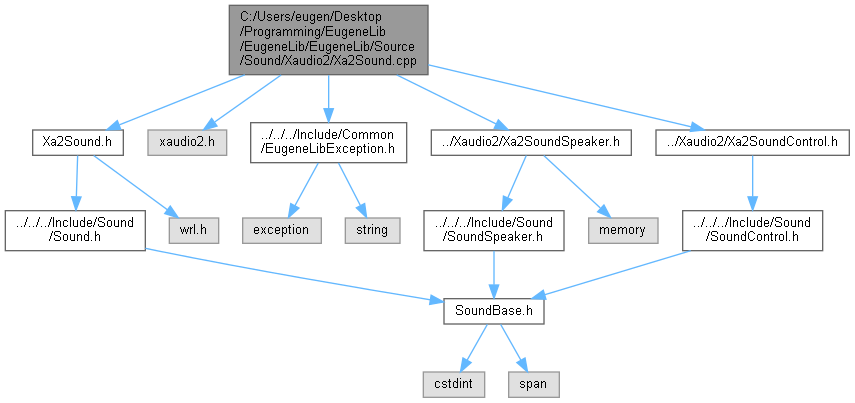 C:/Users/eugen/Desktop
/Programming/EugeneLib
/EugeneLib/EugeneLib/Source
/Sound/Xaudio2/Xa2Sound.cpp
Xa2Sound.h
xaudio2.h
../../../Include/Common
/EugeneLibException.h
../Xaudio2/Xa2SoundSpeaker.h
../Xaudio2/Xa2SoundControl.h
../../../Include/Sound
/Sound.h
wrl.h
exception
string
../../../Include/Sound
/SoundSpeaker.h
memory
../../../Include/Sound
/SoundControl.h
SoundBase.h
cstdint
span